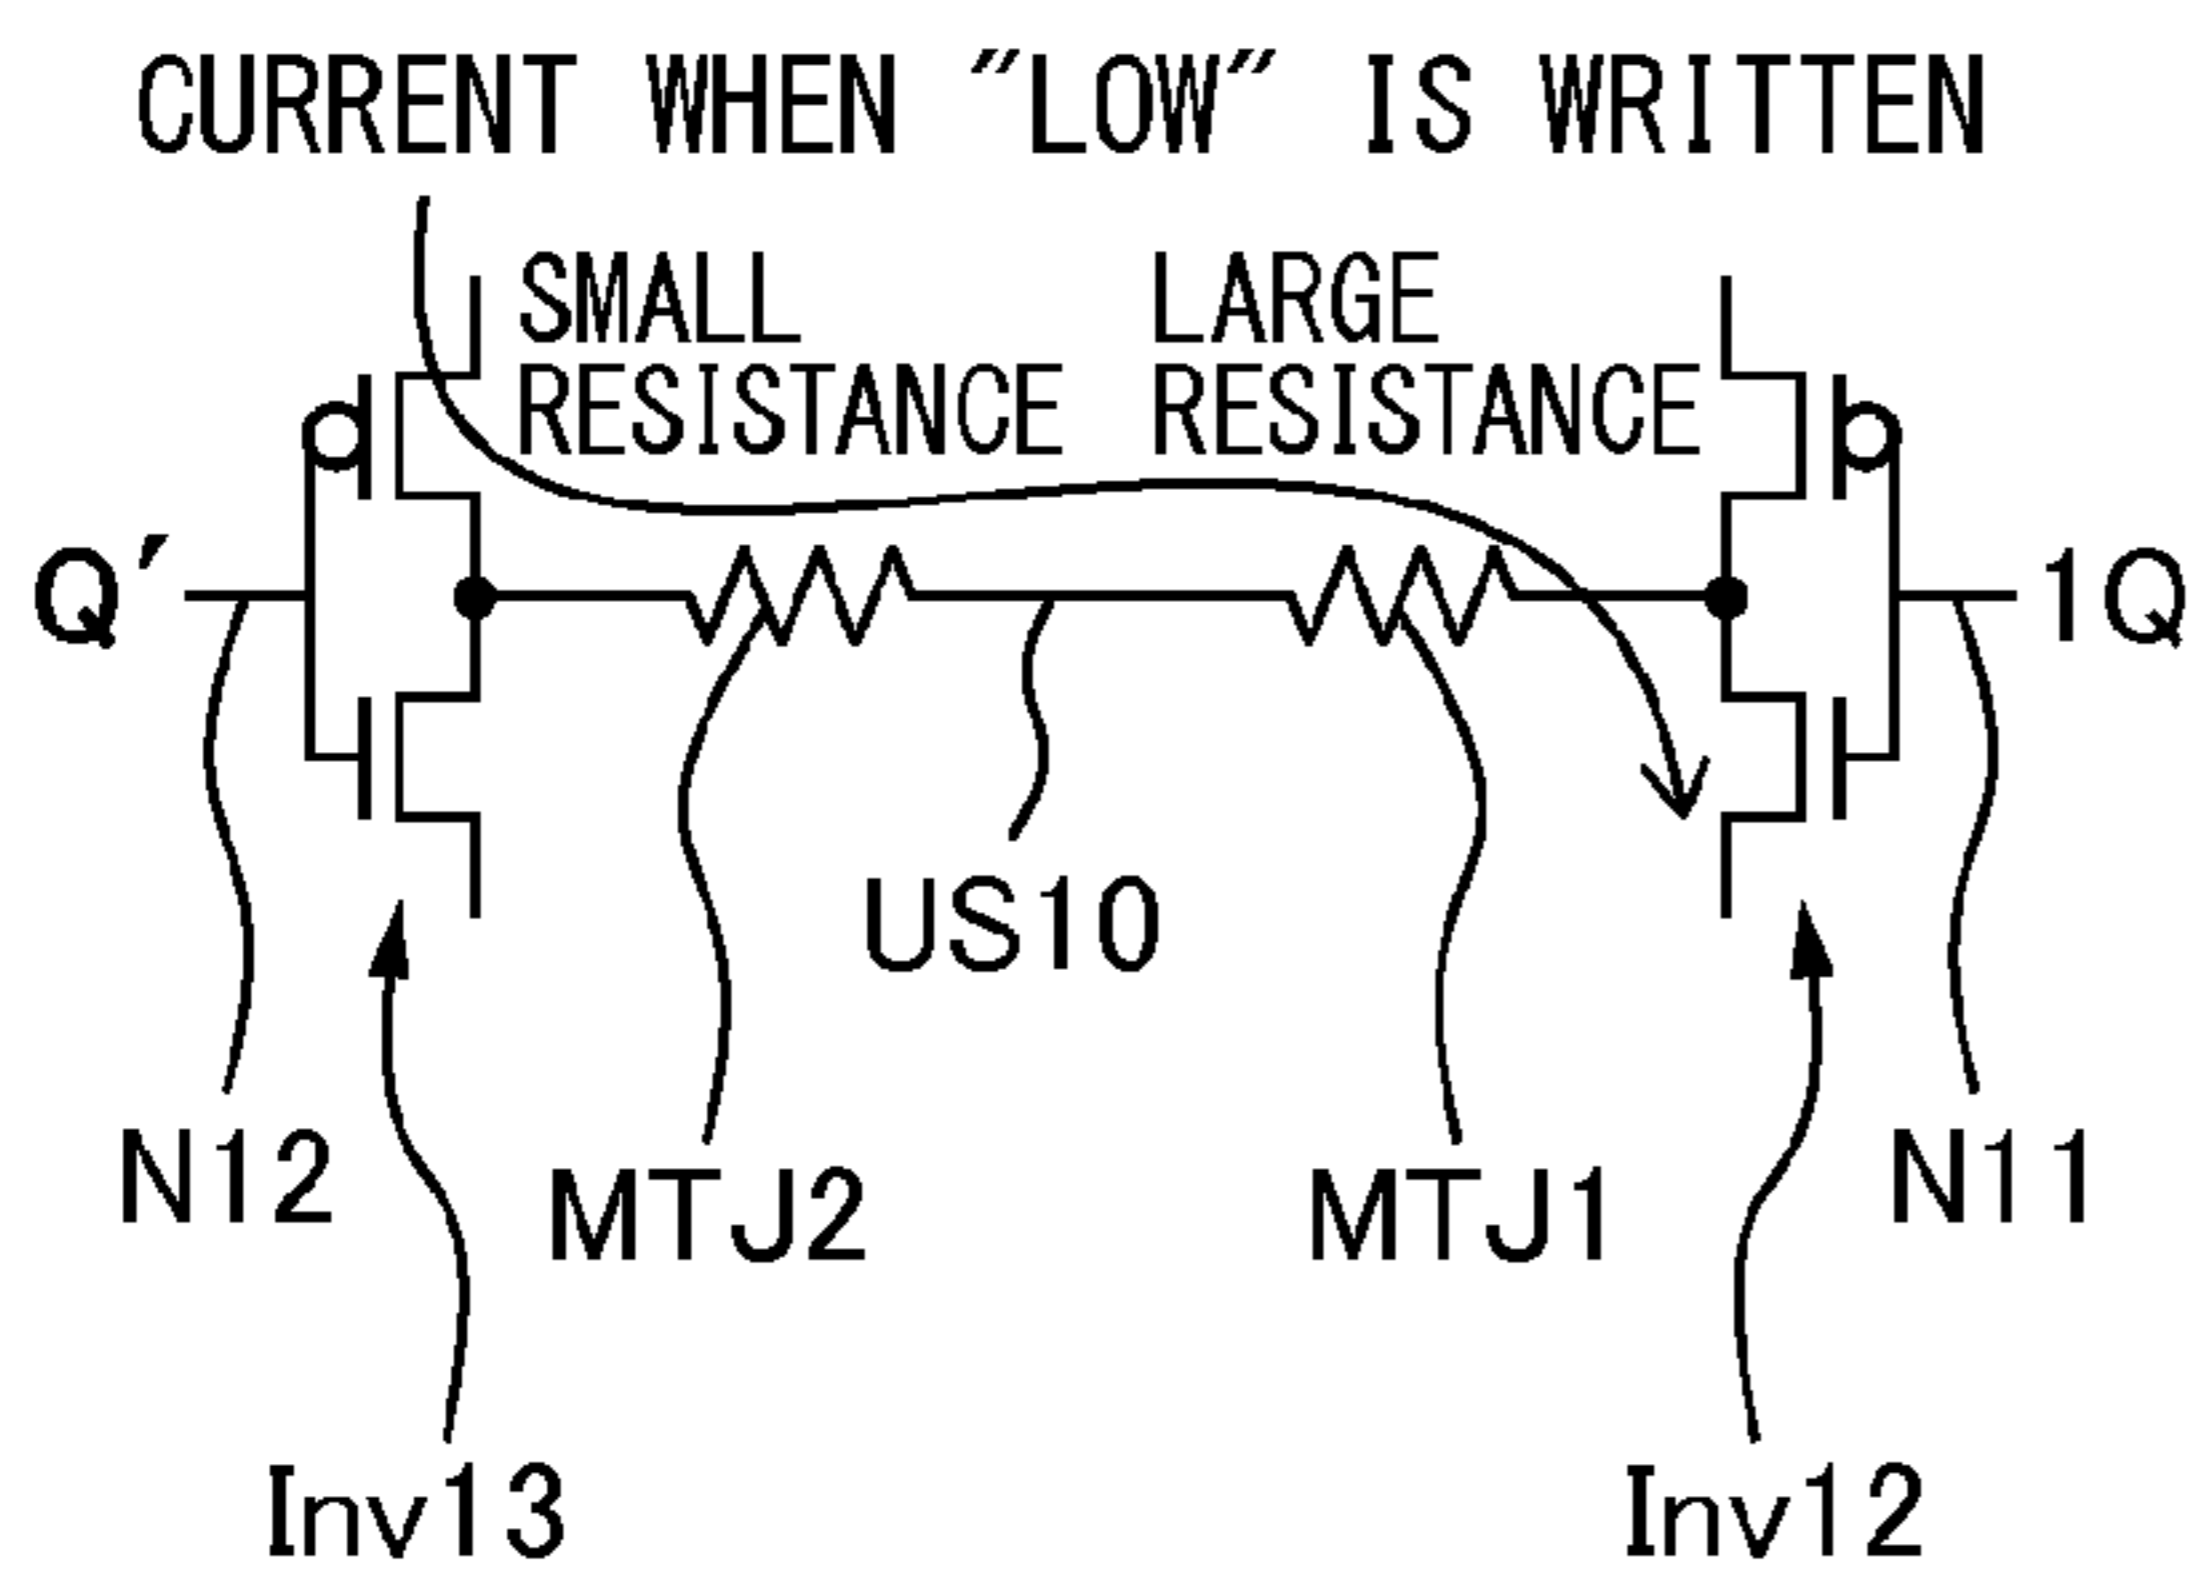 CURRENT WHEN "LOW" IS WRITTEN
SMALL RESISTANCE
LARGE RESISTANCE
Q'
1Q
US10
N12
MTJ2
MTJ1
N11
Inv13
Inv12